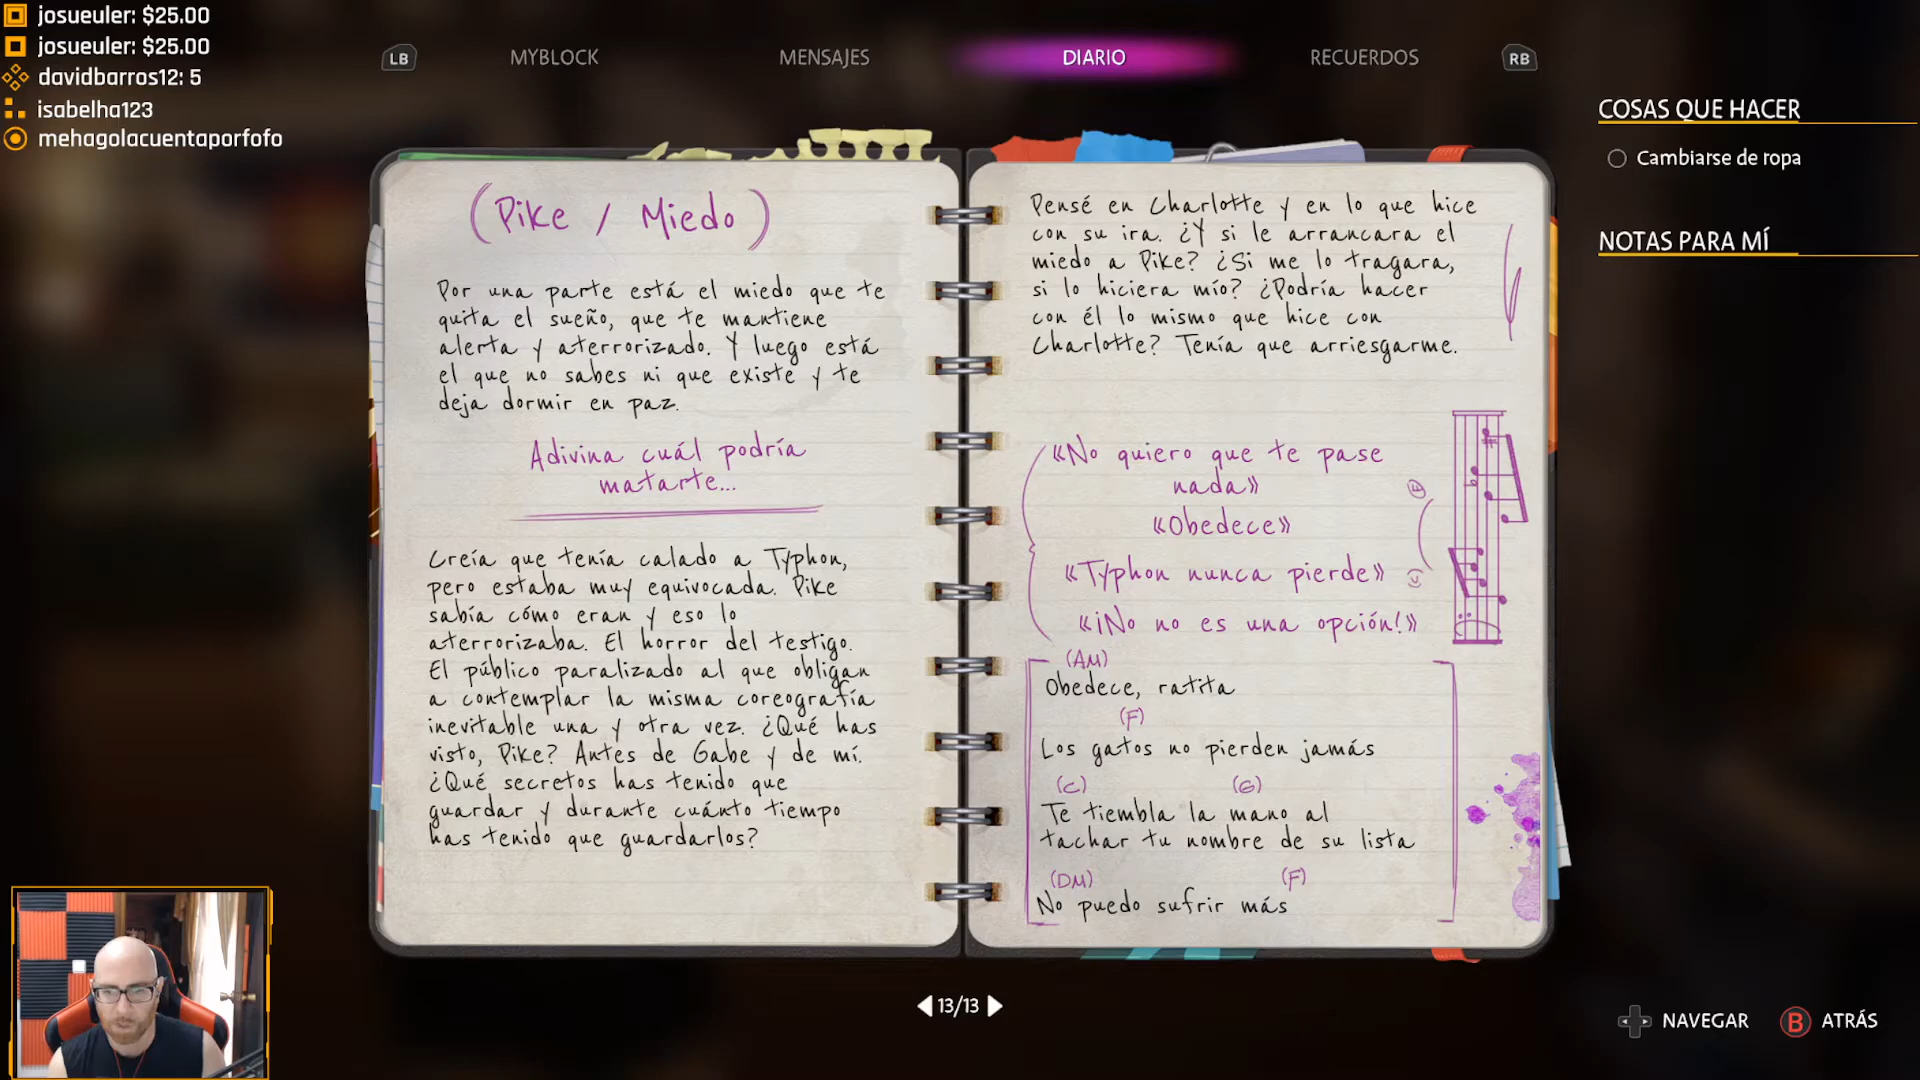 josueuler: $25.00
josueuler: $25.00
davidbarros12: 5
isabelha123
mehagolacuentaporfofo
LB
MYBLOCK
MENSAJES
DIARIO
RECUERDOS
RB
(Pike / Miedo)
Por una parte está el miedo que te
quita el sueño, que te mantiene
alerta y aterrorizado. Y luego está
el que no sabes ni que existe y te
deja dormir en paz.
Adivina cuál podría
matarte...
Creía que tenía calado a Typhon,
pero estaba muy equivocada. Pike
sabía cómo eran y eso lo
aterrorizaba. El horror del testigo.
El público paralizado al que obligan
a contemplar la misma coreografía
inevitable una y otra vez. ¿Qué has
visto, Pike? Antes de Gabe y de mí.
¿Qué secretos has tenido que
guardar y durante cuánto tiempo
has tenido que guardarlos?
Pensé en Charlotte y en lo que hice
con su ira. ¿Y si le arrancara el
miedo a Pike? ¿Si me lo tragara,
si lo hiciera mío? ¿Podría hacer
con él lo mismo que hice con
Charlotte? Tenía que arriesgarme.
«No quiero que te pase
nada»
«Obedece»
«Typhon nunca pierde»
«¡No no es una opción!»
(AM)
Obedece, ratita
(F)
Los gatos no pierden jamás
(C) (G)
Te tiembla la mano al
tachar tu nombre de su lista
(DM) (F)
No puedo sufrir más
13/13
COSAS QUE HACER
Cambiarse de ropa
NOTAS PARA MÍ
NAVEGAR
B ATRÁS